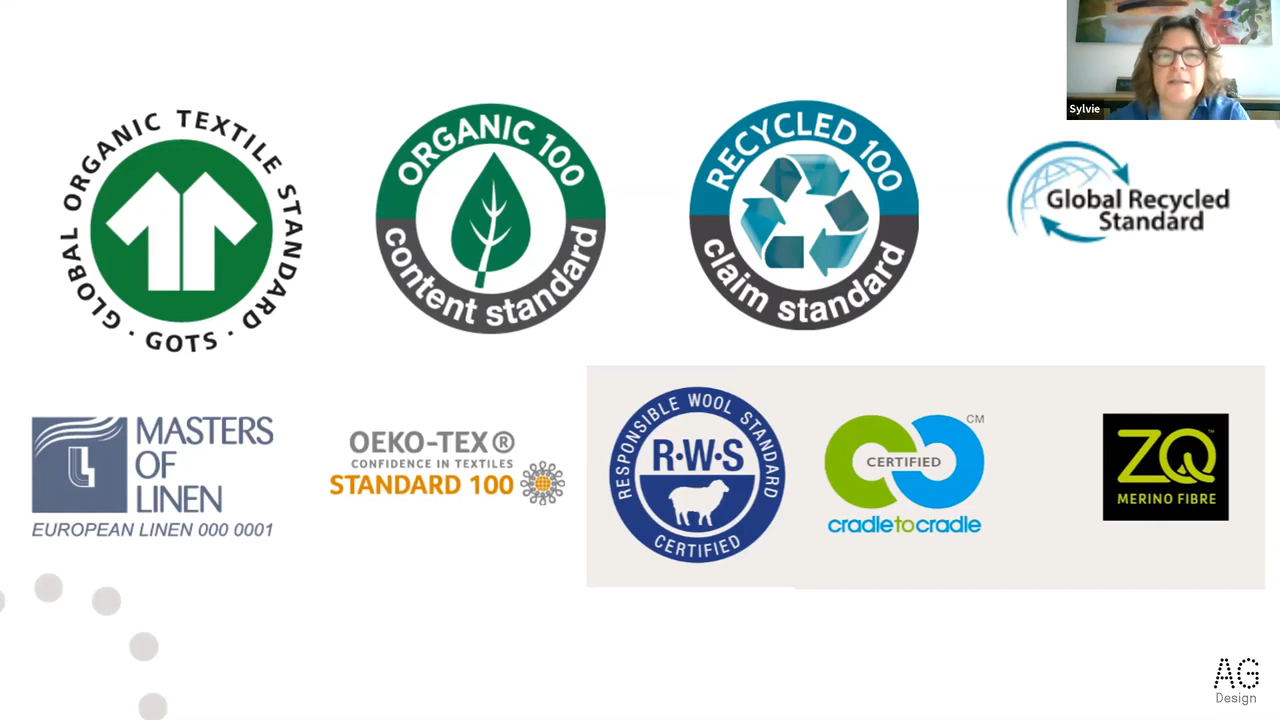 Sylvie
GLOBAL ORGANIC TEXTILE STANDARD · GOTS ·
ORGANIC 100
content standard
RECYCLED 100
claim standard
Global Recycled
Standard
MASTERS
OF
LINEN
EUROPEAN LINEN 000 0001
OEKO-TEX®
CONFIDENCE IN TEXTILES
STANDARD 100
RESPONSIBLE WOOL STANDARD
R·W·S
CERTIFIED
CM
CERTIFIED
cradletocradle
ZQ™
MERINO FIBRE
AG
Design